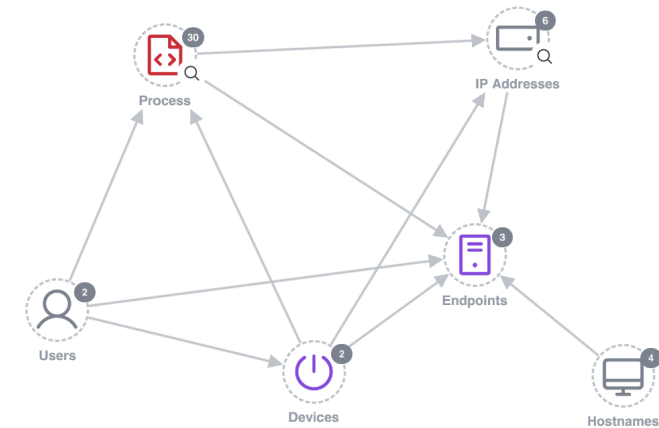 30
Process
6
IP Addresses
3
Endpoints
2
Users
2
Devices
4
Hostnames